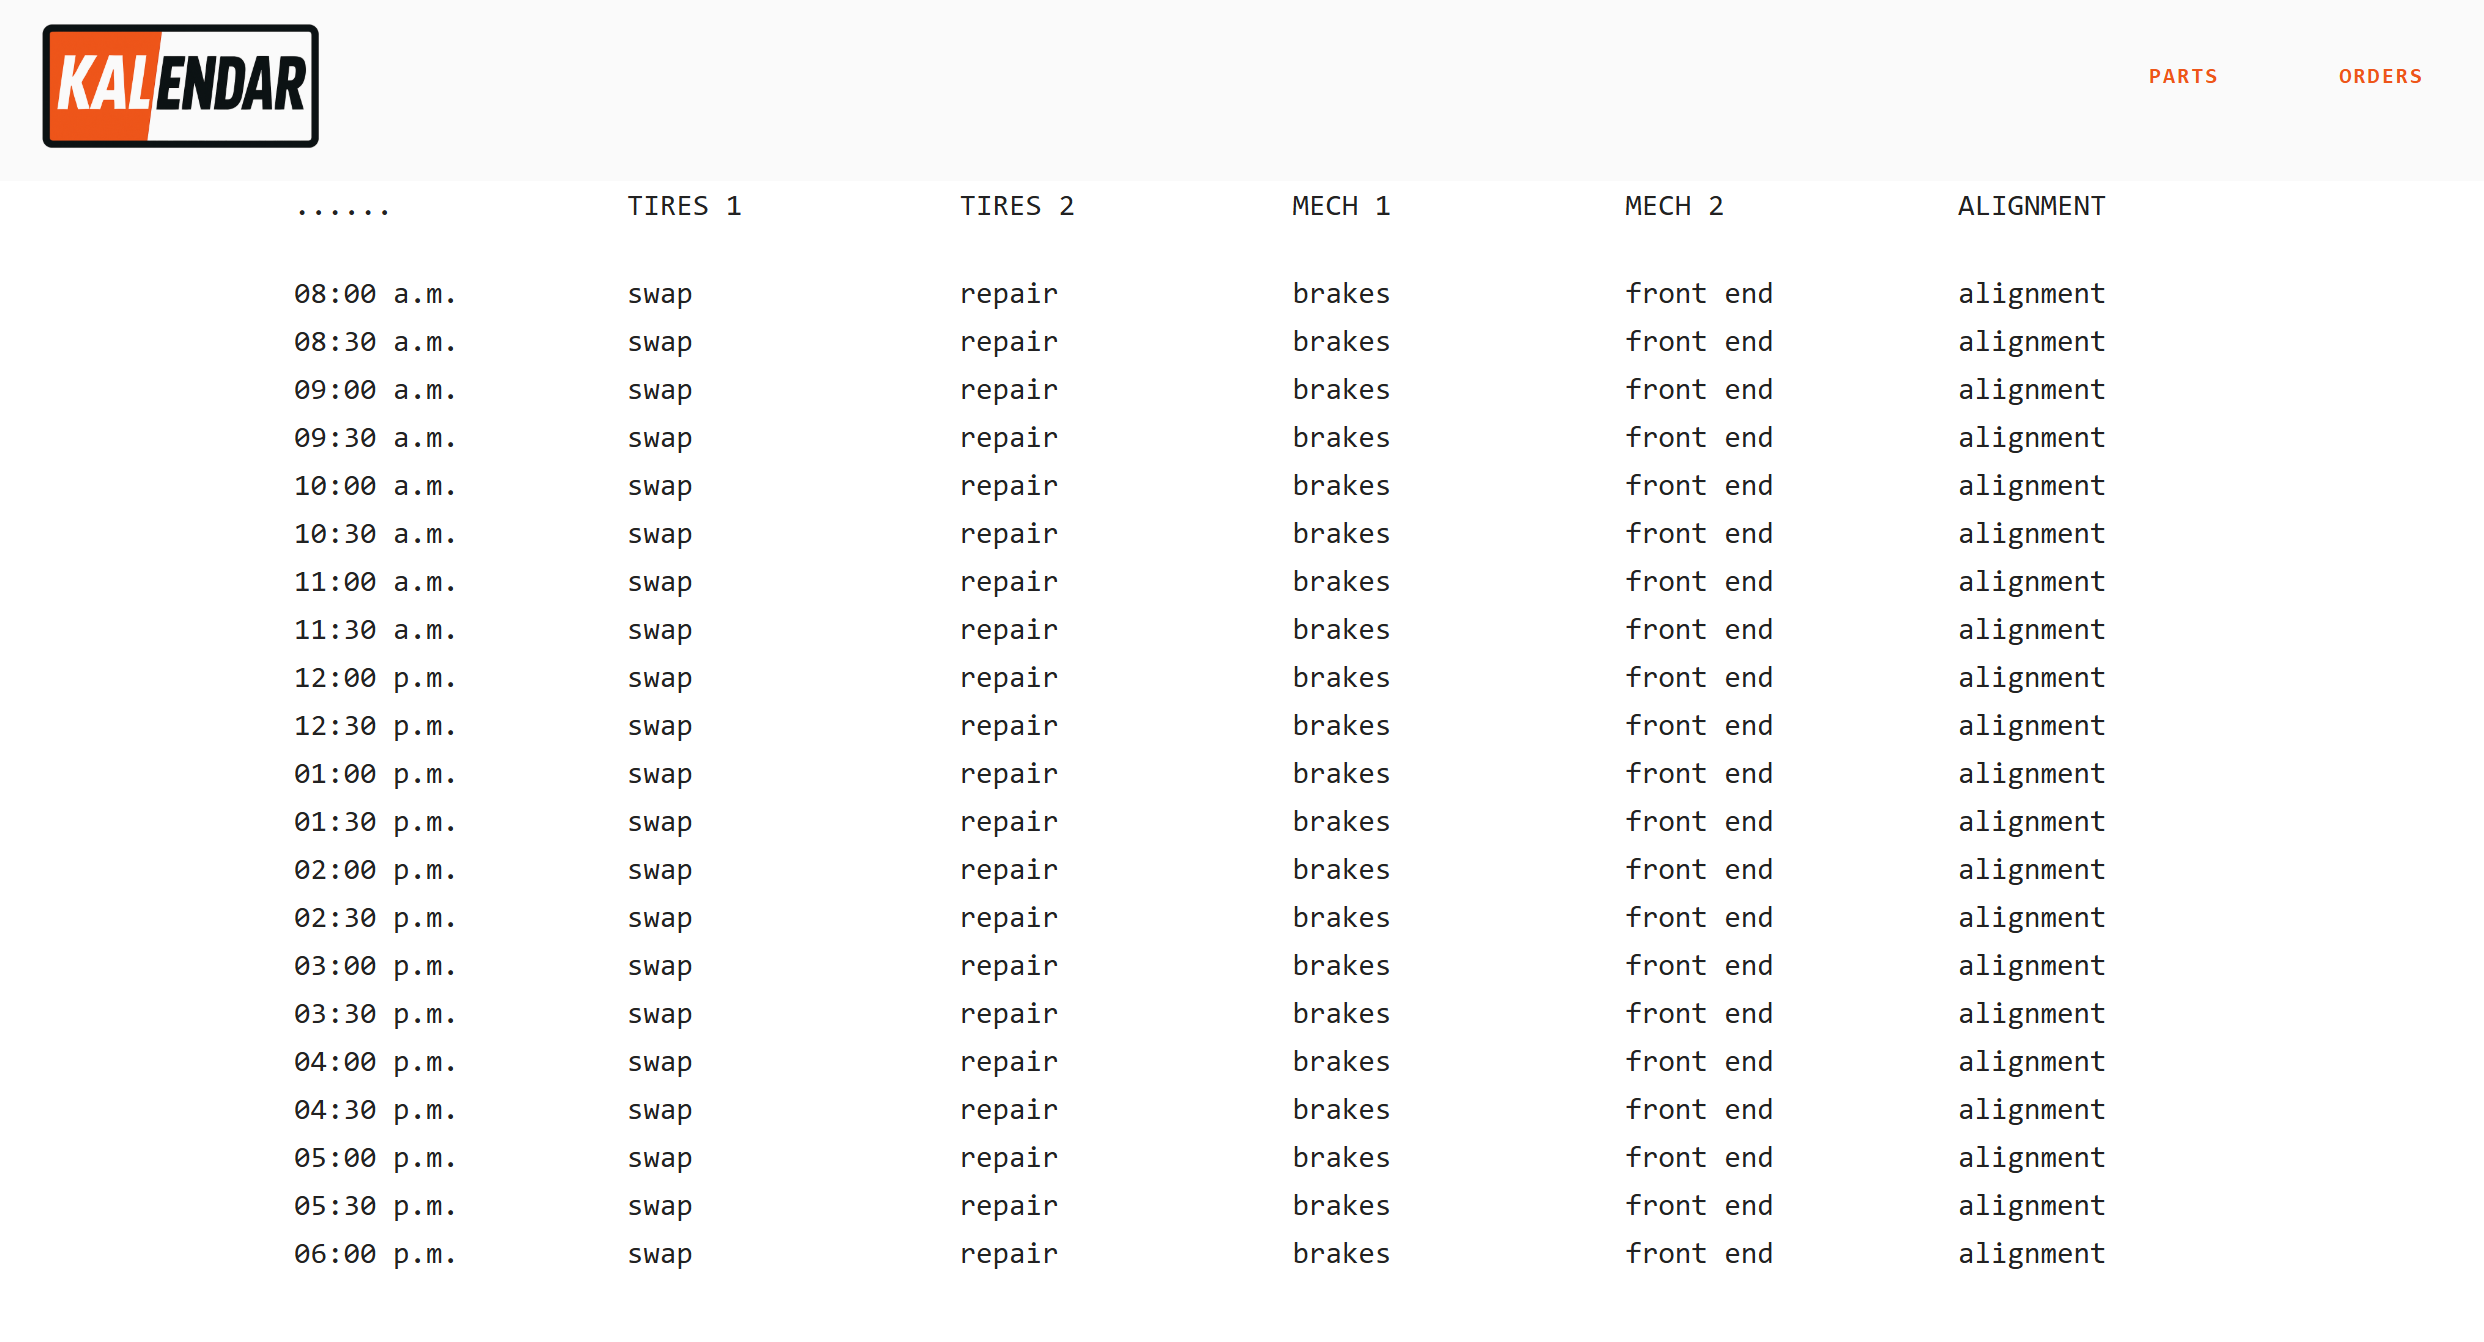 KALENDAR
PARTS ORDERS
...... TIRES 1 TIRES 2 MECH 1 MECH 2 ALIGNMENT
08:00 a.m. swap repair brakes front end alignment
08:30 a.m. swap repair brakes front end alignment
09:00 a.m. swap repair brakes front end alignment
09:30 a.m. swap repair brakes front end alignment
10:00 a.m. swap repair brakes front end alignment
10:30 a.m. swap repair brakes front end alignment
11:00 a.m. swap repair brakes front end alignment
11:30 a.m. swap repair brakes front end alignment
12:00 p.m. swap repair brakes front end alignment
12:30 p.m. swap repair brakes front end alignment
01:00 p.m. swap repair brakes front end alignment
01:30 p.m. swap repair brakes front end alignment
02:00 p.m. swap repair brakes front end alignment
02:30 p.m. swap repair brakes front end alignment
03:00 p.m. swap repair brakes front end alignment
03:30 p.m. swap repair brakes front end alignment
04:00 p.m. swap repair brakes front end alignment
04:30 p.m. swap repair brakes front end alignment
05:00 p.m. swap repair brakes front end alignment
05:30 p.m. swap repair brakes front end alignment
06:00 p.m. swap repair brakes front end alignment